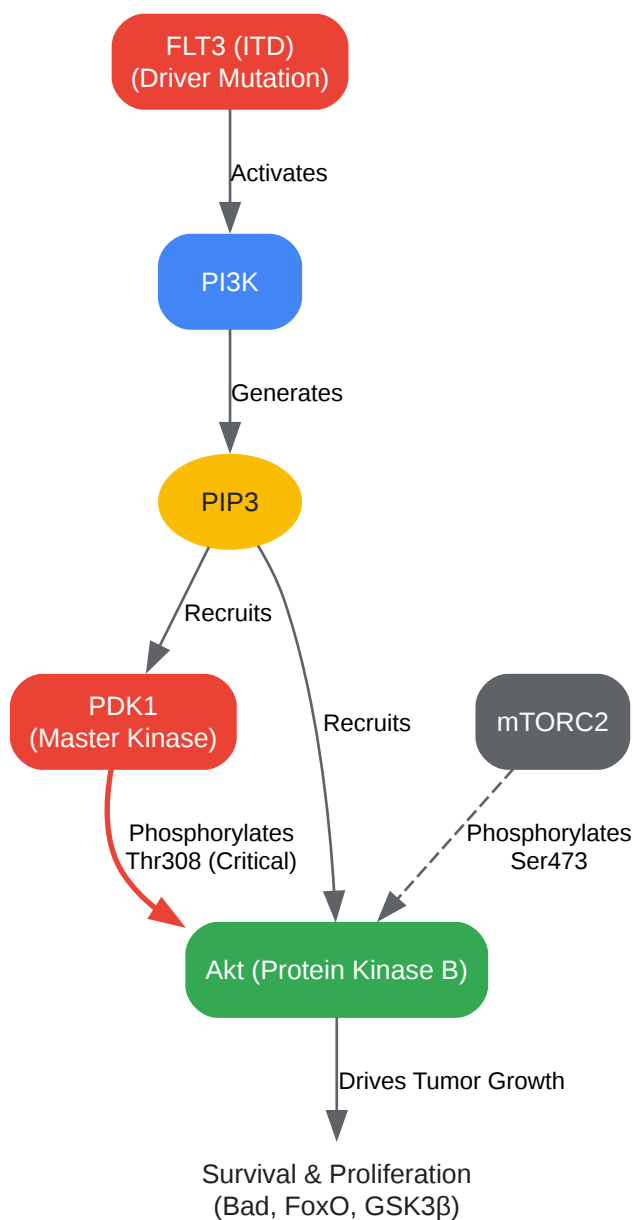 FLT3 (ITD)
(Driver Mutation)
Activates
PI3K
Generates
PIP3
Recruits
PDK1
(Master Kinase)
Recruits
mTORC2
Phosphorylates
Thr308 (Critical)
Phosphorylates
Ser473
Akt (Protein Kinase B)
Drives Tumor Growth
Survival & Proliferation
(Bad, FoxO, GSK3β)